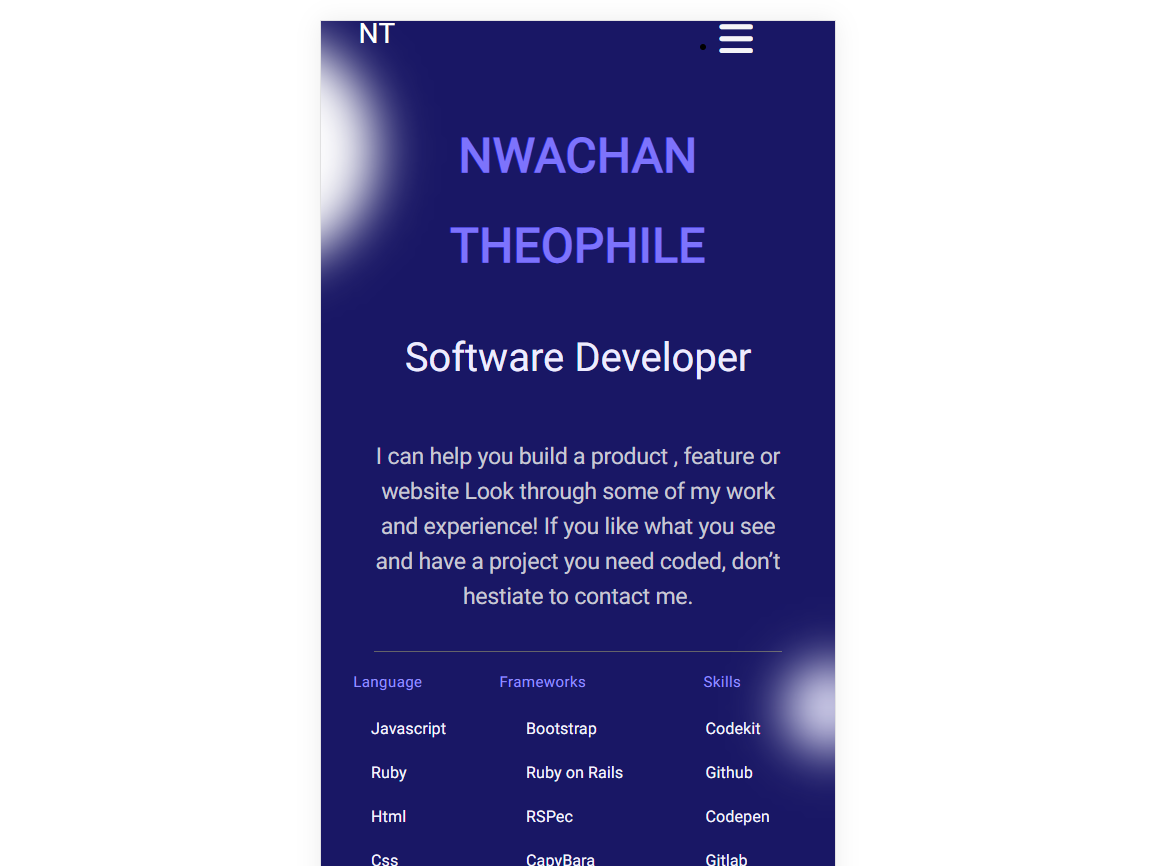 NT
NWACHAN
THEOPHILE
Software Developer
I can help you build a product , feature or
website Look through some of my work
and experience! If you like what you see
and have a project you need coded, don’t
hestiate to contact me.
Language Frameworks Skills
Javascript Bootstrap Codekit
Ruby Ruby on Rails Github
Html RSPec Codepen
Css CapyBara Gitlab